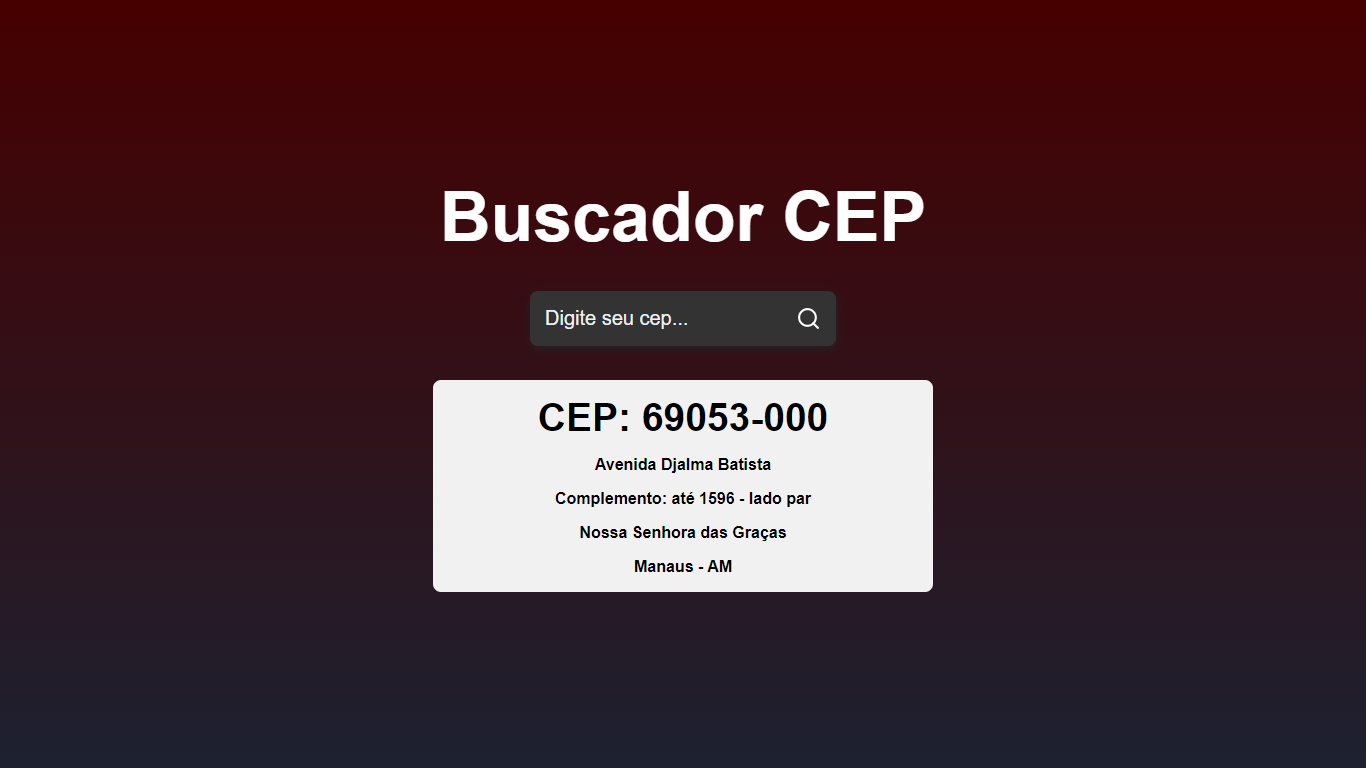 Buscador CEP
Digite seu cep...
CEP: 69053-000
Avenida Djalma Batista
Complemento: até 1596 - lado par
Nossa Senhora das Graças
Manaus - AM